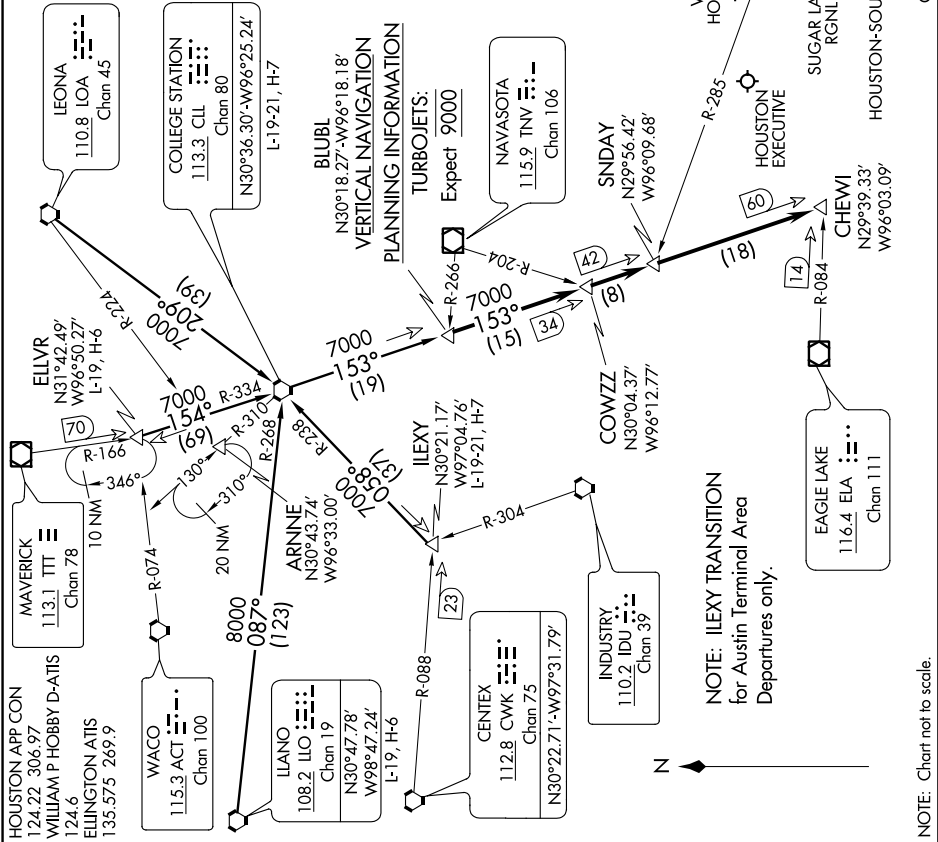 HOUSTON APP CON
124.22 306.97
WILLIAM P HOBBY D-ATIS
124.6
ELLINGTON ATIS
135.575 269.9
MAVERICK
113.1 TTT
Chan 78
70
R-166
346°
10 NM
ELLVR
N31°42.49'
W96°50.27'
L-19, H-6
LEONA
110.8 LOA
Chan 45
R-224
7000
209°
(39)
7000
154°
(69)
R-334
COLLEGE STATION
113.3 CLL
Chan 80
N30°36.30'-W96°25.24'
L-19-21, H-7
WACO
115.3 ACT
Chan 100
R-074
130°
310°
20 NM
R-310
ARNNE
N30°43.74'
W96°33.00'
R-268
8000
087°
(123)
LLANO
108.2 LLO
Chan 19
N30°47.78'
W98°47.24'
L-19, H-6
R-238
7000
058°
(37)
ILEXY
N30°21.17'
W97°04.76'
L-19-21, H-7
R-088
23
CENTEX
112.8 CWK
Chan 75
N30°22.71'-W97°31.79'
R-304
INDUSTRY
110.2 IDU
Chan 39
7000
153°
(19)
BLUBL
N30°18.27'-W96°18.18'
VERTICAL NAVIGATION
PLANNING INFORMATION
TURBOJETS:
Expect 9000
NAVASOTA
115.9 TNV
Chan 106
R-266
R-204
7000
153°
(15)
34
COWZZ
N30°04.37'
W96°12.77'
42
(8)
SNDAY
N29°56.42'
W96°09.68'
R-285
HOUSTON
EXECUTIVE
SUGAR LA
RGNL
HOUSTON-SOU
HO
60
(18)
CHEWI
N29°39.33'
W96°03.09'
14
R-084
EAGLE LAKE
116.4 ELA
Chan 111
NOTE: ILEXY TRANSITION
for Austin Terminal Area
Departures only.
N
NOTE: Chart not to scale.